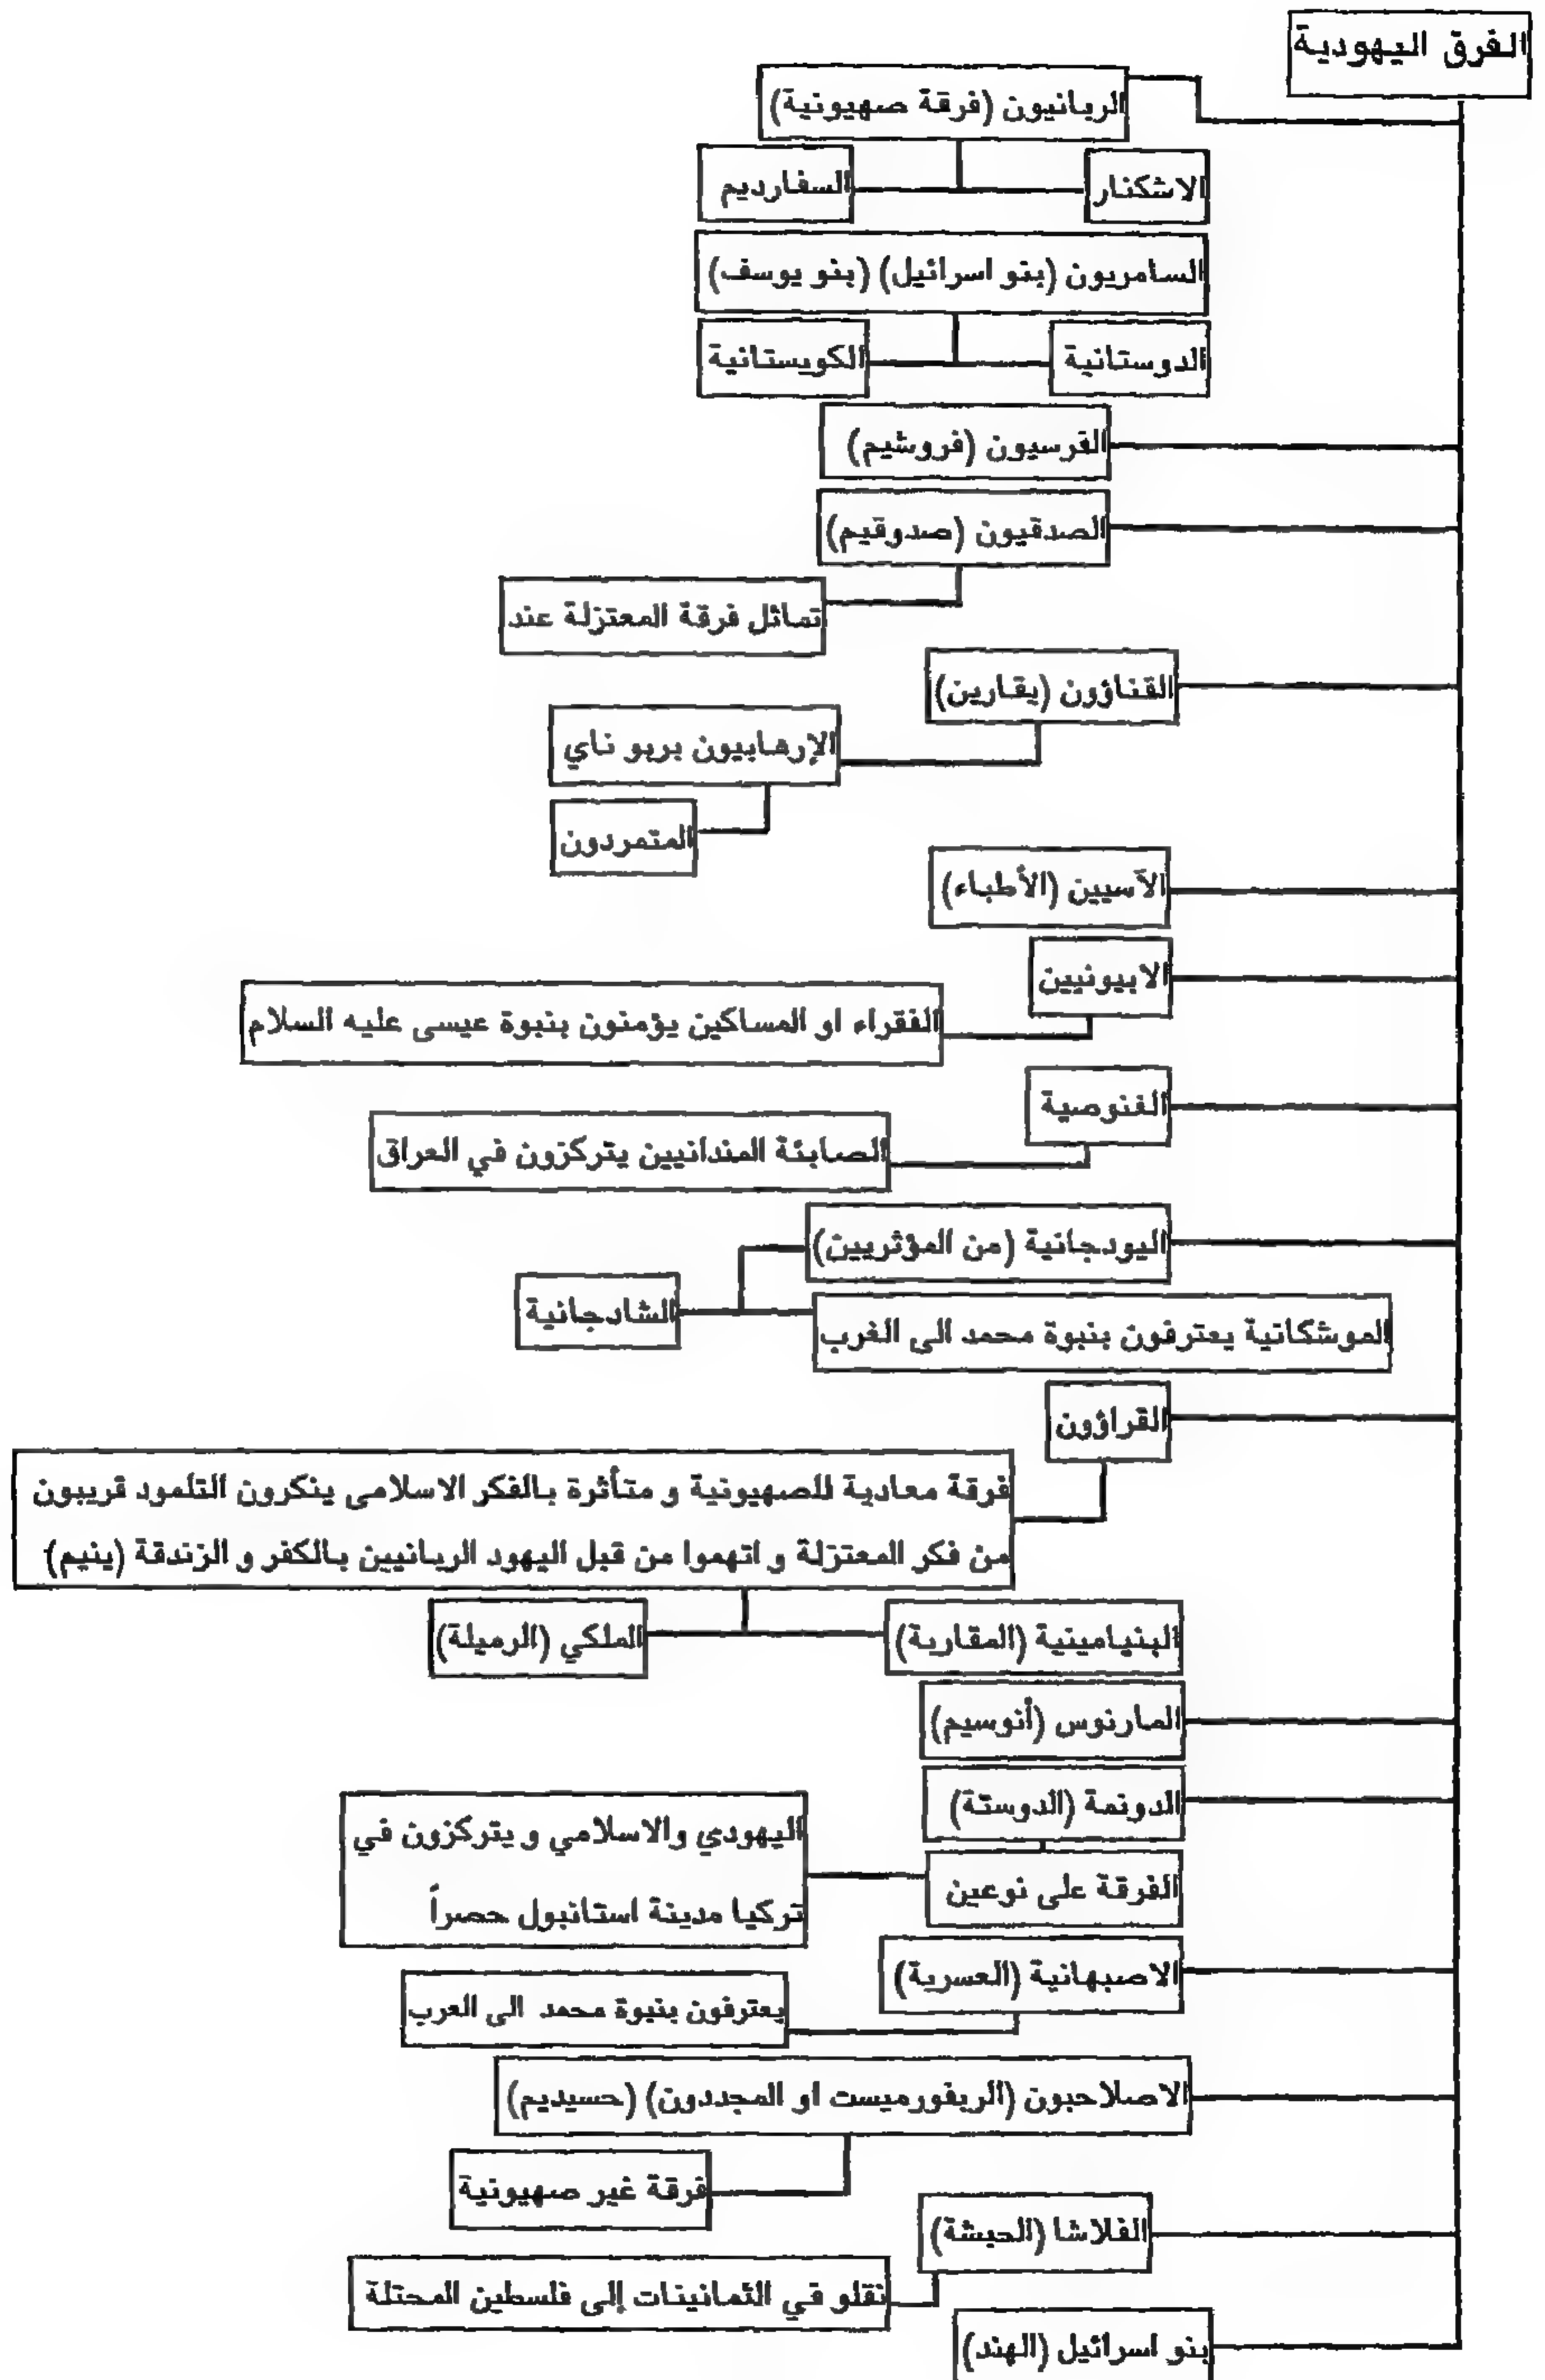 الفرق اليهودية
الربانيون (فرقة صهيونية)
الاشكنار
السفارديم
السامريون (بنو اسرائيل) (بنو يوسف)
الدوستانية
الكويستانية
الفرسيون (فروشيم)
الصدقيون (صدوقيم)
تماثل فرقة المعتزلة عند
القناؤون (يقارين)
الإرهابيون بريو ناي
المتمردون
الآسيين (الأطباء)
الابيونيين
الفقراء او المساكين يؤمنون بنبوة عيسى عليه السلام
الغنوصية
الصابئة المندانيين يتركزون في العراق
اليودجانية (من المؤثريين)
الشادجانية
الموشكاتية يعترفون بنبوة محمد الى الغرب
القراؤون
فرقة معادية للصهيونية و متأثرة بالفكر الاسلامي ينكرون التلمود قريبون
من فكر المعتزلة و اتهموا من قبل اليهود الربانيين بالكفر و الزندقة (ينيم)
البنيامينية (المقارية)
الملكي (الرميلة)
المارنوس (أنوسيم)
الدونمة (الدوستة)
الفرقة على نوعين
اليهودي والاسلامي و يتركزون في
تركيا مدينة استانبول حصراً
الاصبهانية (العسرية)
يعترفون بنبوة محمد الى العرب
الاصلاحبون (الريفورميست او المجددون) (حسيديم)
فرقة غير صهيونية
الفلاشا (الحبشة)
نقلو في الثمانينات إلى فلسطين المحتلة
بنو اسرائيل (الهند)